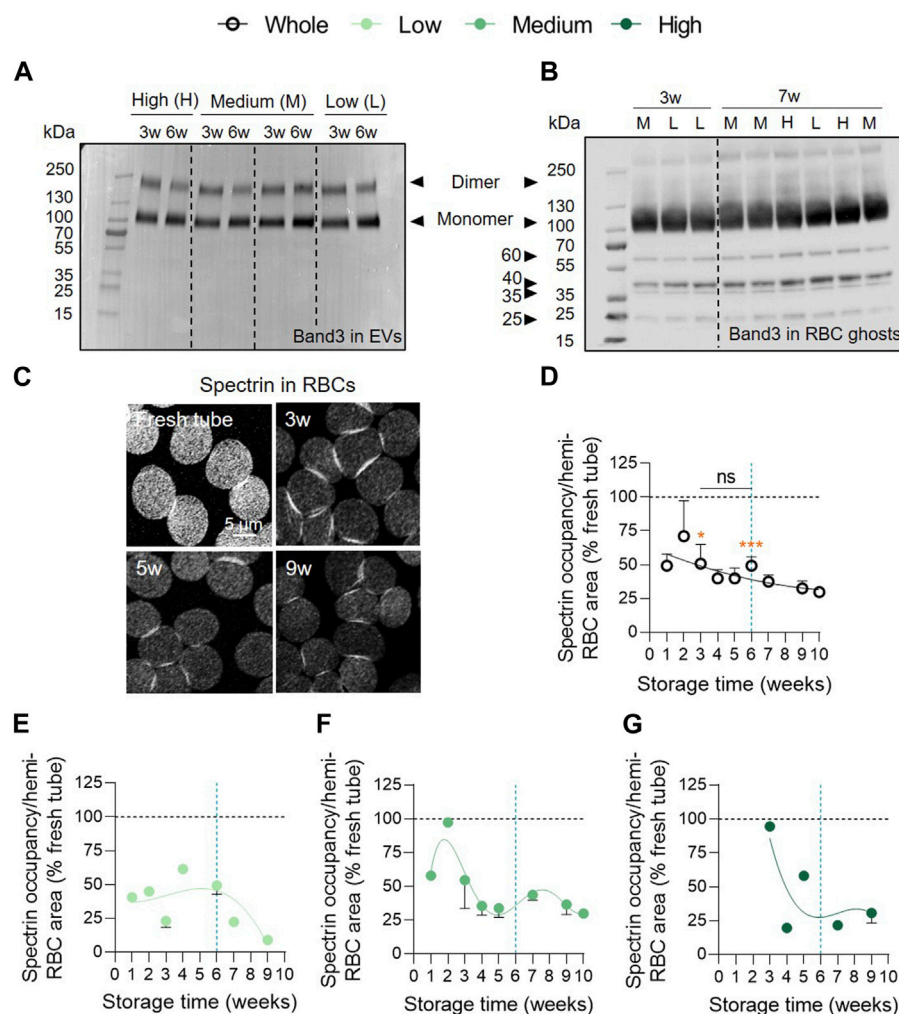 Whole Low Medium High
A
High (H) Medium (M) Low (L)
kDa 3w 6w 3w 6w 3w 6w 3w 6w
250
130
100
70
55
35
25
15
Band3 in EVs
Dimer
Monomer
B
3w 7w
kDa M L L M M H L H M
250
130
100
70
60
55
40
35
35
25
25
15
Band3 in RBC ghosts
C
Spectrin in RBCs
Fresh tube
5 µm
3w
5w
9w
D
Spectrin occupancy/hemi-
RBC area (% fresh tube)
125
100
75
50
25
0
ns
*
***
0 1 2 3 4 5 6 7 8 9 10
Storage time (weeks)
E
Spectrin occupancy/hemi-
RBC area (% fresh tube)
125
100
75
50
25
0
0 1 2 3 4 5 6 7 8 9 10
Storage time (weeks)
F
Spectrin occupancy/hemi-
RBC area (% fresh tube)
125
100
75
50
25
0
0 1 2 3 4 5 6 7 8 9 10
Storage time (weeks)
G
Spectrin occupancy/hemi-
RBC area (% fresh tube)
125
100
75
50
25
0
0 1 2 3 4 5 6 7 8 9 10
Storage time (weeks)